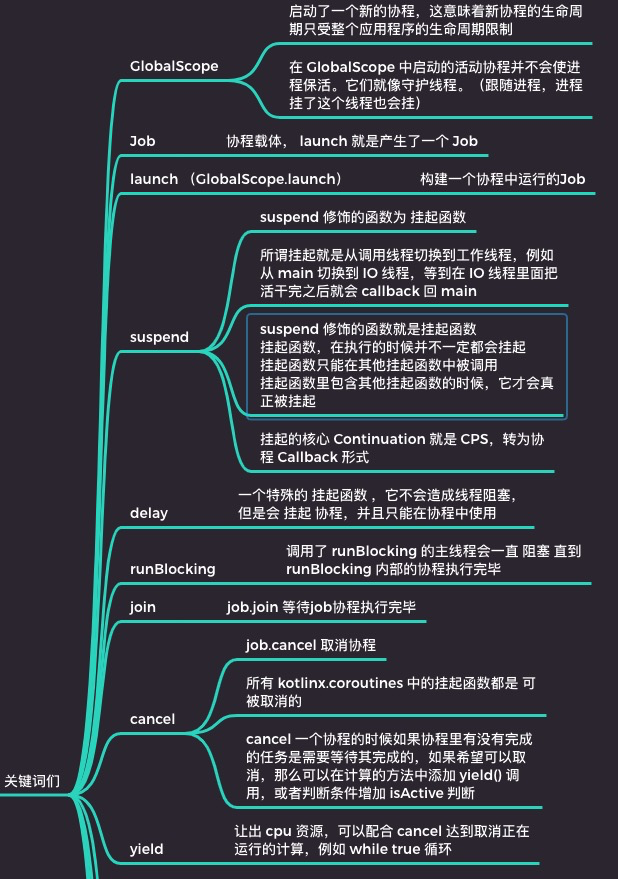 启动了一个新的协程，这意味着新协程的生命周
期只受整个应用程序的生命周期限制
GlobalScope
在 GlobalScope 中启动的活动协程并不会使进
程保活。它们就像守护线程。（跟随进程，进程
挂了这个线程也会挂）
Job 协程载体， launch 就是产生了一个 Job
launch （GlobalScope.launch） 构建一个协程中运行的Job
suspend 修饰的函数为 挂起函数
所谓挂起就是从调用线程切换到工作线程，例如
从 main 切换到 IO 线程，等到在 IO 线程里面把
活干完之后就会 callback 回 main
suspend
suspend 修饰的函数就是挂起函数
挂起函数，在执行的时候并不一定都会挂起
挂起函数只能在其他挂起函数中被调用
挂起函数里包含其他挂起函数的时候，它才会真
正被挂起
挂起的核心 Continuation 就是 CPS，转为协
程 Callback 形式
delay
一个特殊的 挂起函数 ，它不会造成线程阻塞，
但是会 挂起 协程，并且只能在协程中使用
runBlocking
调用了 runBlocking 的主线程会一直 阻塞 直到
runBlocking 内部的协程执行完毕
join job.join 等待job协程执行完毕
job.cancel 取消协程
所有 kotlinx.coroutines 中的挂起函数都是 可
被取消的
cancel
cancel 一个协程的时候如果协程里有没有完成
的任务是需要等待其完成的，如果希望可以取
消，那么可以在计算的方法中添加 yield() 调
用，或者判断条件增加 isActive 判断
关键词们
yield
让出 cpu 资源，可以配合 cancel 达到取消正在
运行的计算，例如 while true 循环